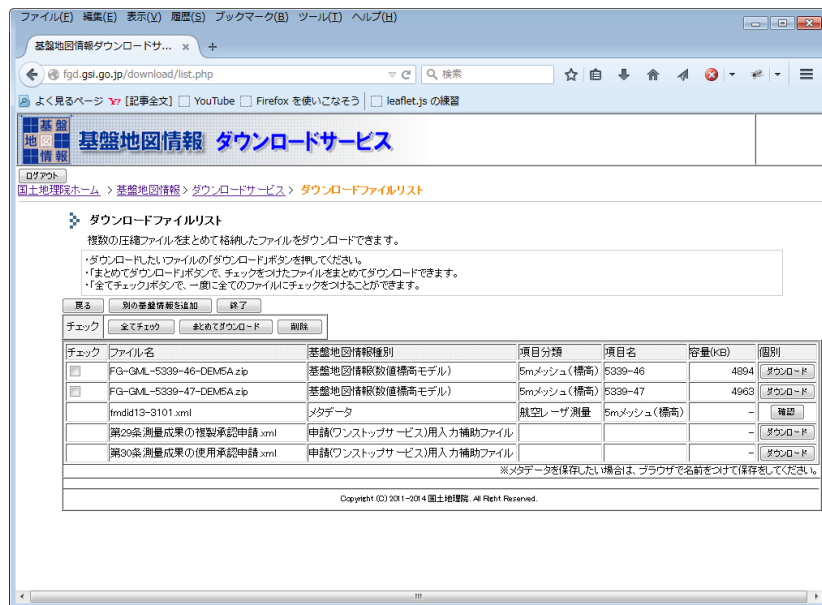 ファイル(F) 編集(E) 表示(V) 履歴(S) ブックマーク(B) ツール(T) ヘルプ(H)
基盤地図情報ダウンロードサ... × +
fgd.gsi.go.jp/download/list.php 検索
よく見るページ Y! [記事全文] YouTube Firefox を使いこなそう leaflet.js の練習
基盤地図情報 基盤地図情報 ダウンロードサービス
ログアウト
国土地理院ホーム > 基盤地図情報 > ダウンロードサービス > ダウンロードファイルリスト
ダウンロードファイルリスト
複数の圧縮ファイルをまとめて格納したファイルをダウンロードできます。
・ダウンロードしたいファイルの「ダウンロード」ボタンを押してください。
・「まとめてダウンロード」ボタンで、チェックをつけたファイルをまとめてダウンロードできます。
・「全てチェック」ボタンで、一度に全てのファイルにチェックをつけることができます。
戻る 別の基盤情報を追加 終了
チェック 全てチェック まとめてダウンロード 削除
チェック ファイル名 基盤地図情報種別 項目分類 項目名 容量(KB) 個別
FG-GML-5339-46-DEM5A.zip 基盤地図情報(数値標高モデル) 5mメッシュ(標高) 5339-46 4894 ダウンロード
FG-GML-5339-47-DEM5A.zip 基盤地図情報(数値標高モデル) 5mメッシュ(標高) 5339-47 4963 ダウンロード
fmdid13-3101.xml メタデータ 航空レーザ測量 5mメッシュ(標高) - 確認
第29条測量成果の複製承認申請.xml 申請(ワンストップサービス)用入力補助ファイル - ダウンロード
第30条測量成果の使用承認申請.xml 申請(ワンストップサービス)用入力補助ファイル - ダウンロード
※メタデータを保存したい場合は、ブラウザで名前をつけて保存をしてください。
Copyright (C) 2011-2014 国土地理院. All Right Reserved.